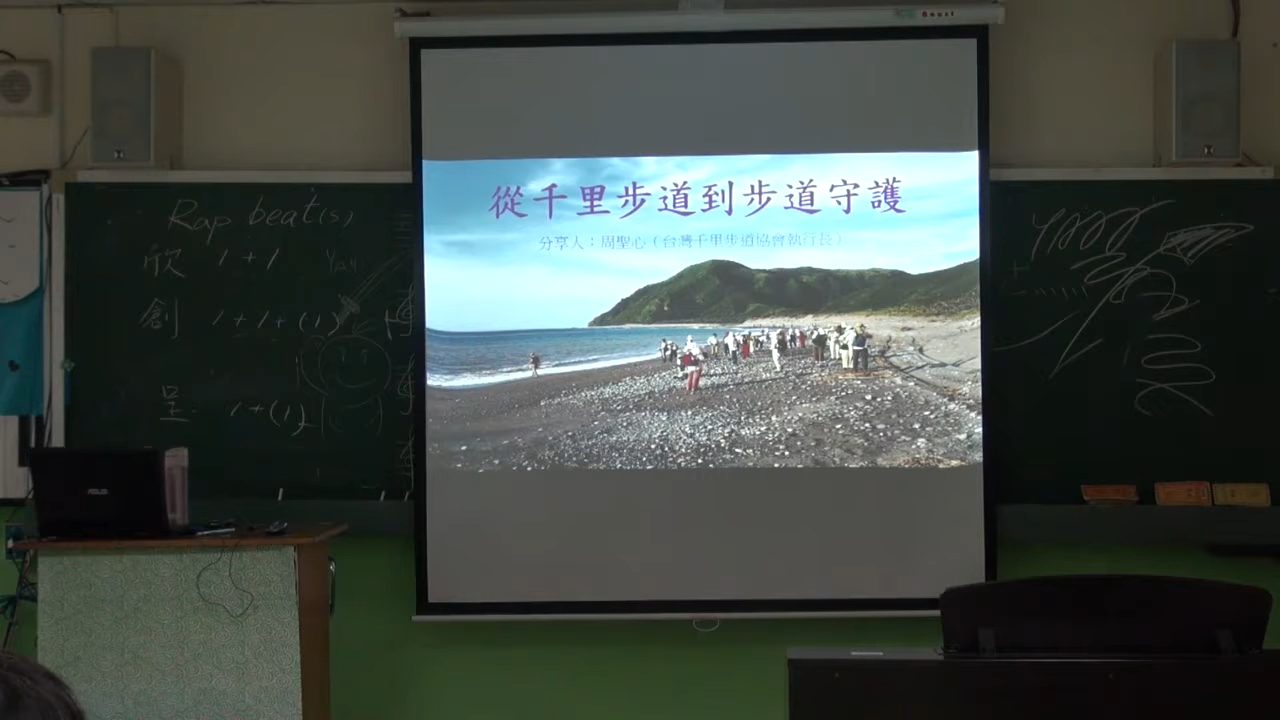 從千里步道到步道守護
分享人：周聖心（台灣千里步道協會執行長）
Rap beat(s)
欣 1+1
創 1+1+(1)
呈 1+(1)
Yah
ASUS